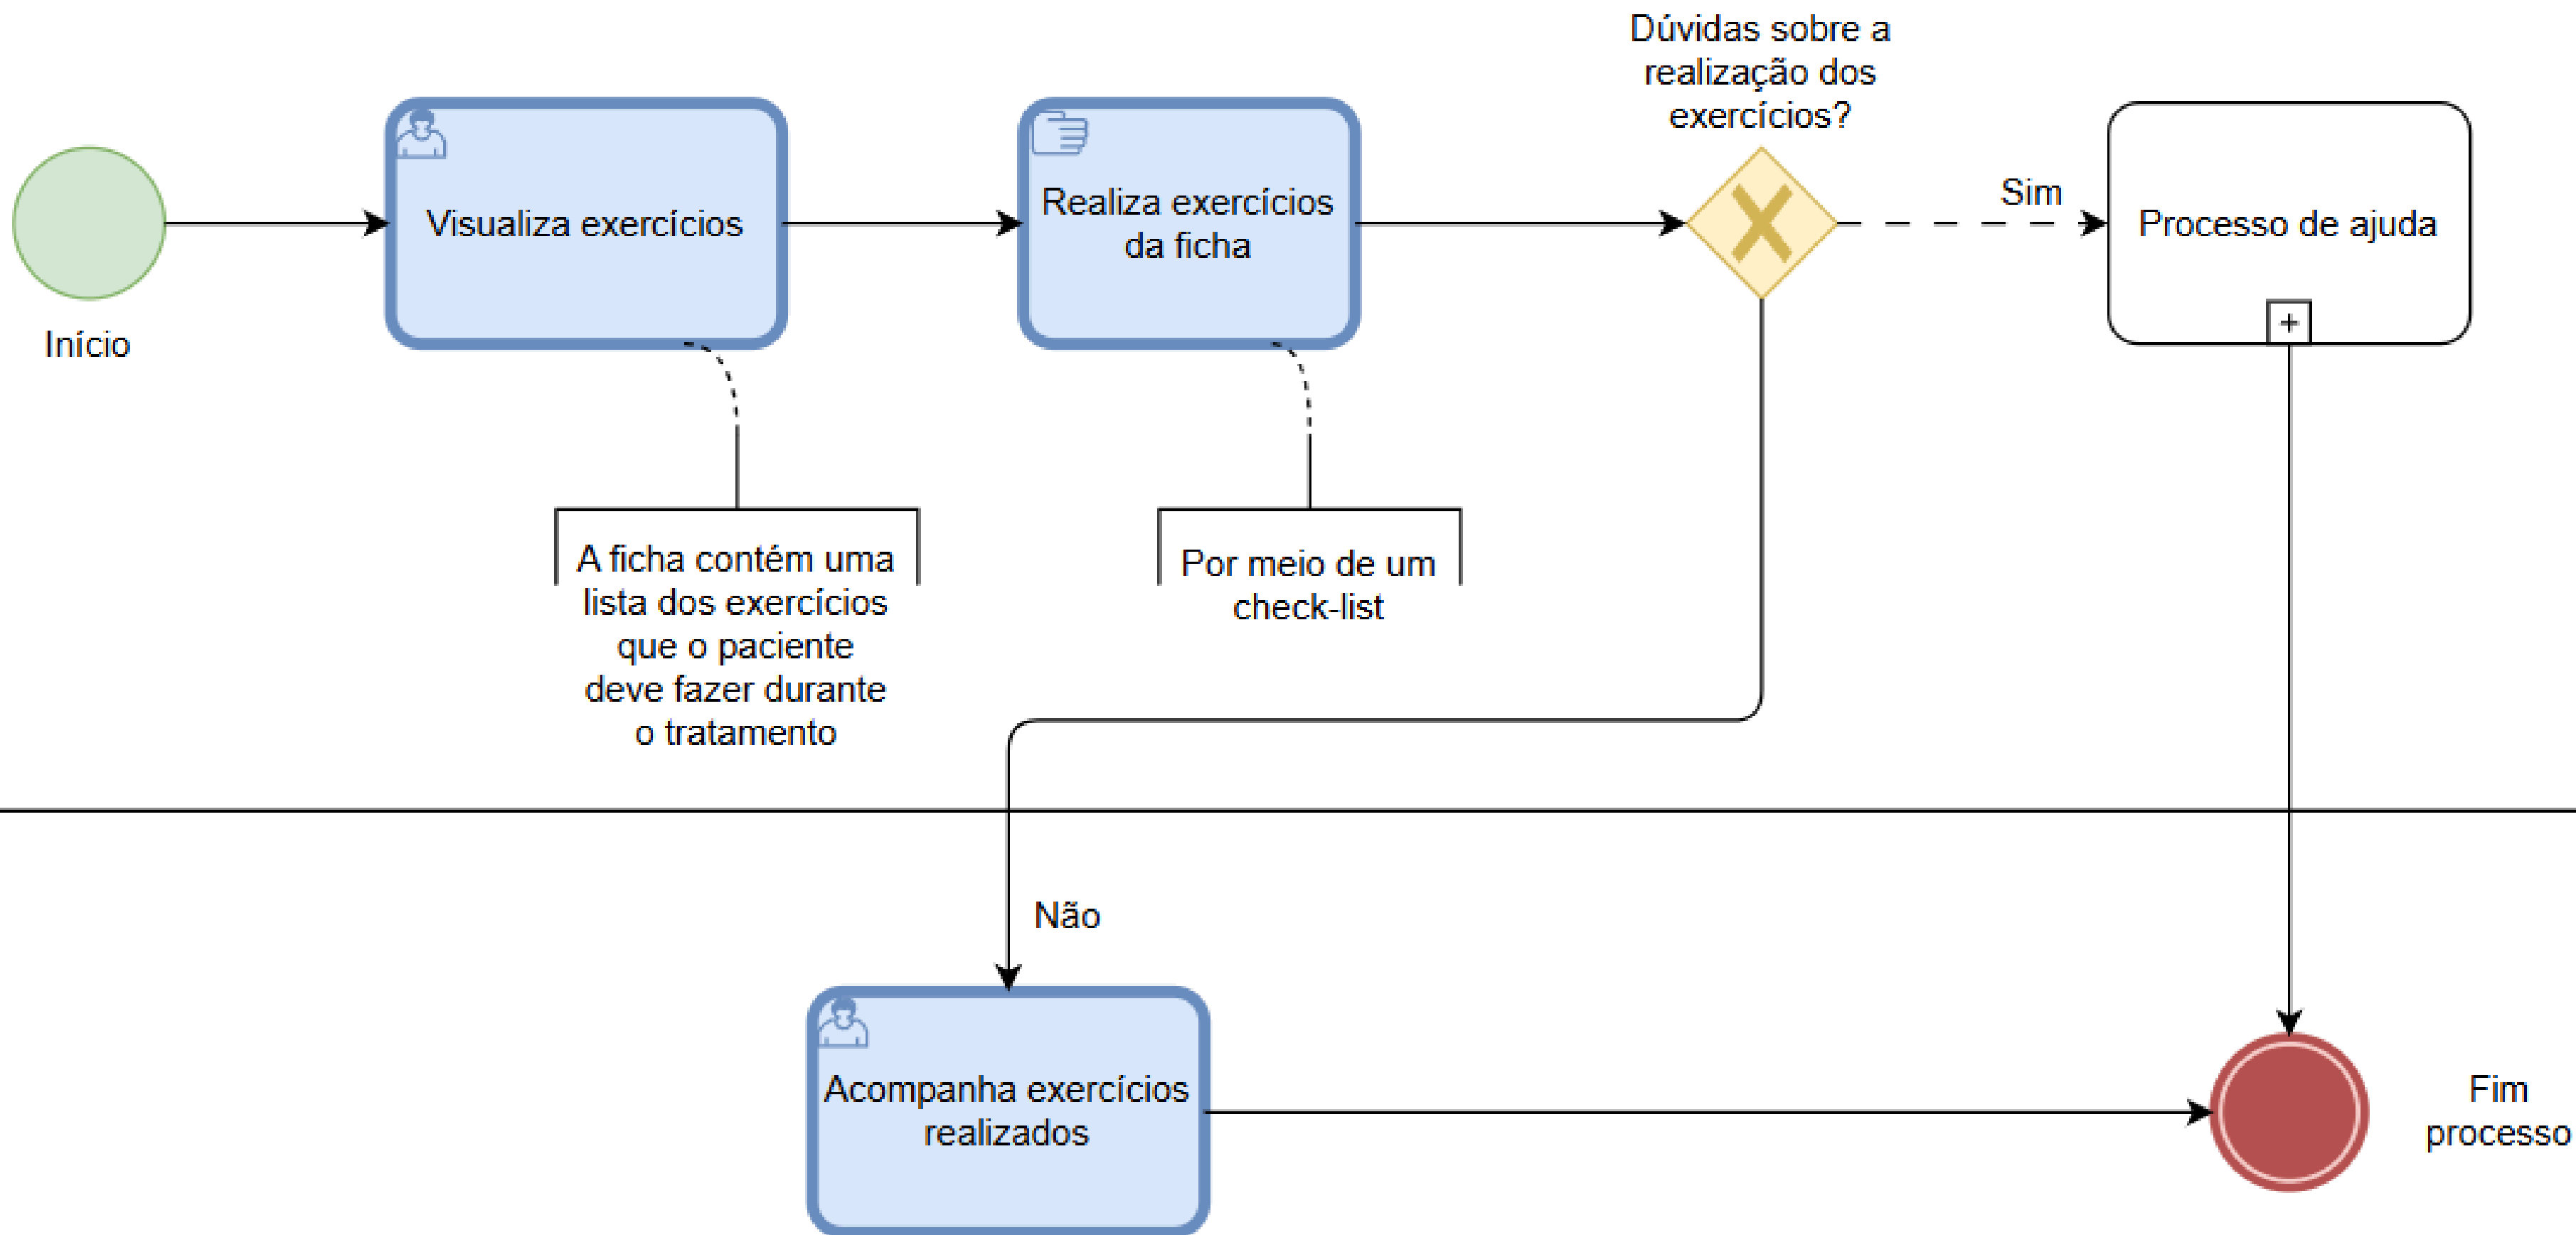 Dúvidas sobre a
realização dos
exercícios?
Início
Visualiza exercícios
Realiza exercícios
da ficha
Sim
Processo de ajuda
A ficha contém uma
lista dos exercícios
que o paciente
deve fazer durante
o tratamento
Por meio de um
check-list
Não
Acompanha exercícios
realizados
Fim
processo